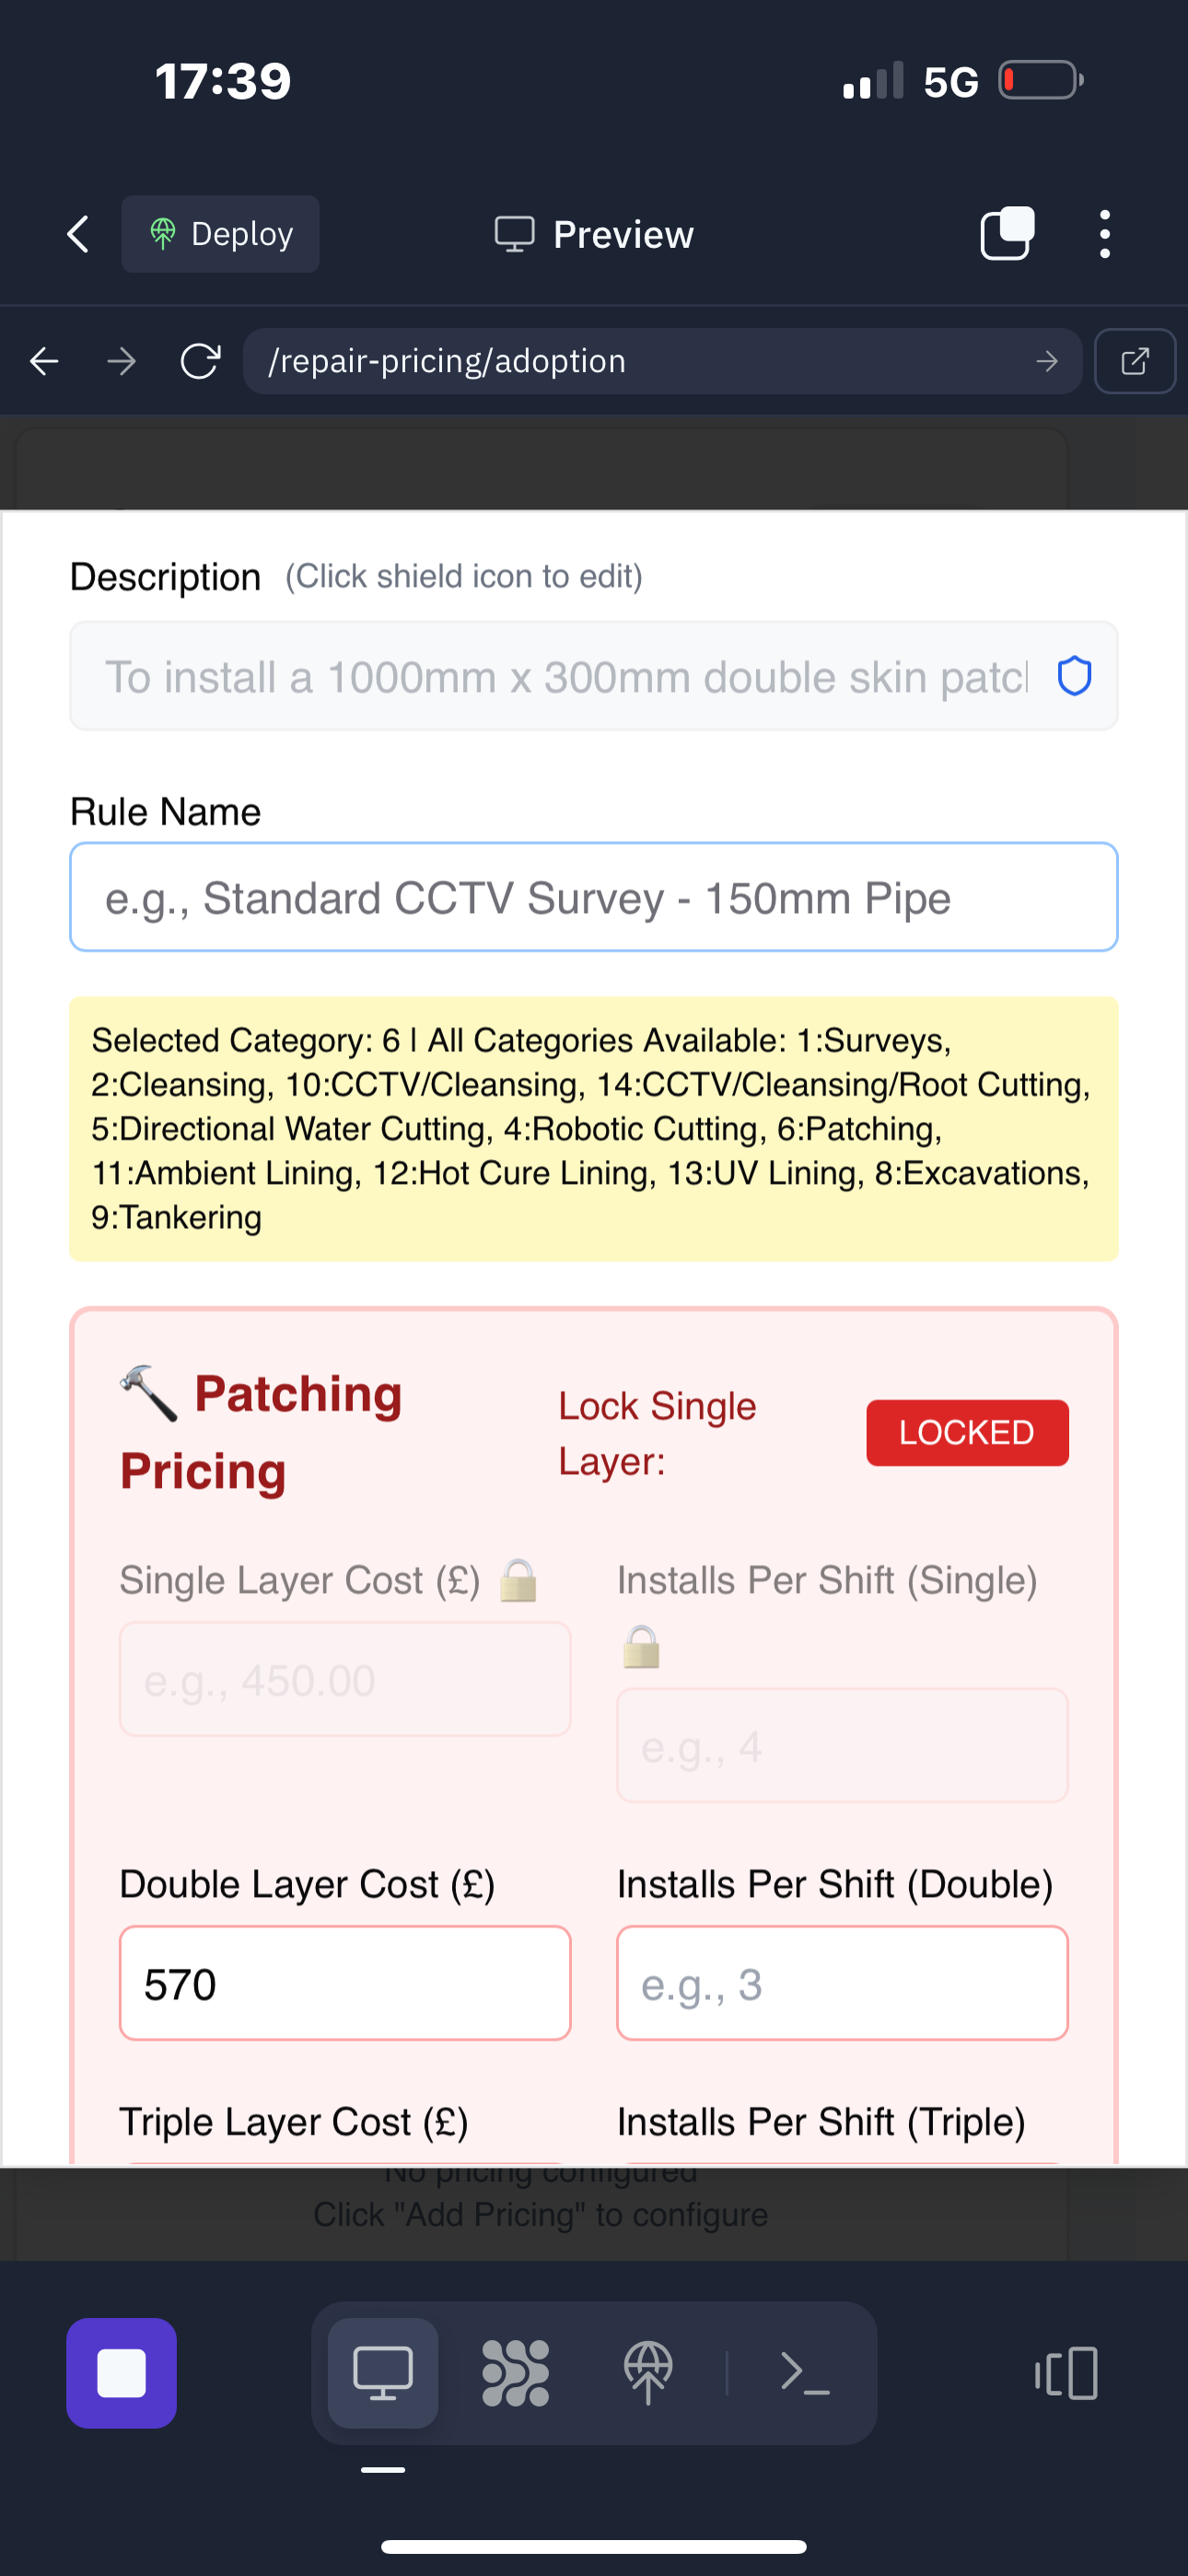 17:39
5G
Deploy
Preview
/repair-pricing/adoption
Description (Click shield icon to edit)
To install a 1000mm x 300mm double skin patc
Rule Name
e.g., Standard CCTV Survey - 150mm Pipe
Selected Category: 6 | All Categories Available: 1:Surveys,
2:Cleansing, 10:CCTV/Cleansing, 14:CCTV/Cleansing/Root Cutting,
5:Directional Water Cutting, 4:Robotic Cutting, 6:Patching,
11:Ambient Lining, 12:Hot Cure Lining, 13:UV Lining, 8:Excavations,
9:Tankering
🔨 Patching
Pricing
Lock Single
Layer:
LOCKED
Single Layer Cost (£) 🔒
Installs Per Shift (Single)
🔒
e.g., 450.00
e.g., 4
Double Layer Cost (£)
Installs Per Shift (Double)
570
e.g., 3
Triple Layer Cost (£)
Installs Per Shift (Triple)
No pricing configured
Click "Add Pricing" to configure